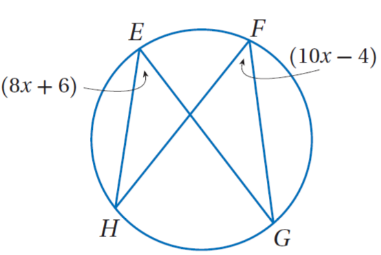 E
F
(10x − 4)
(8x + 6)
H
G